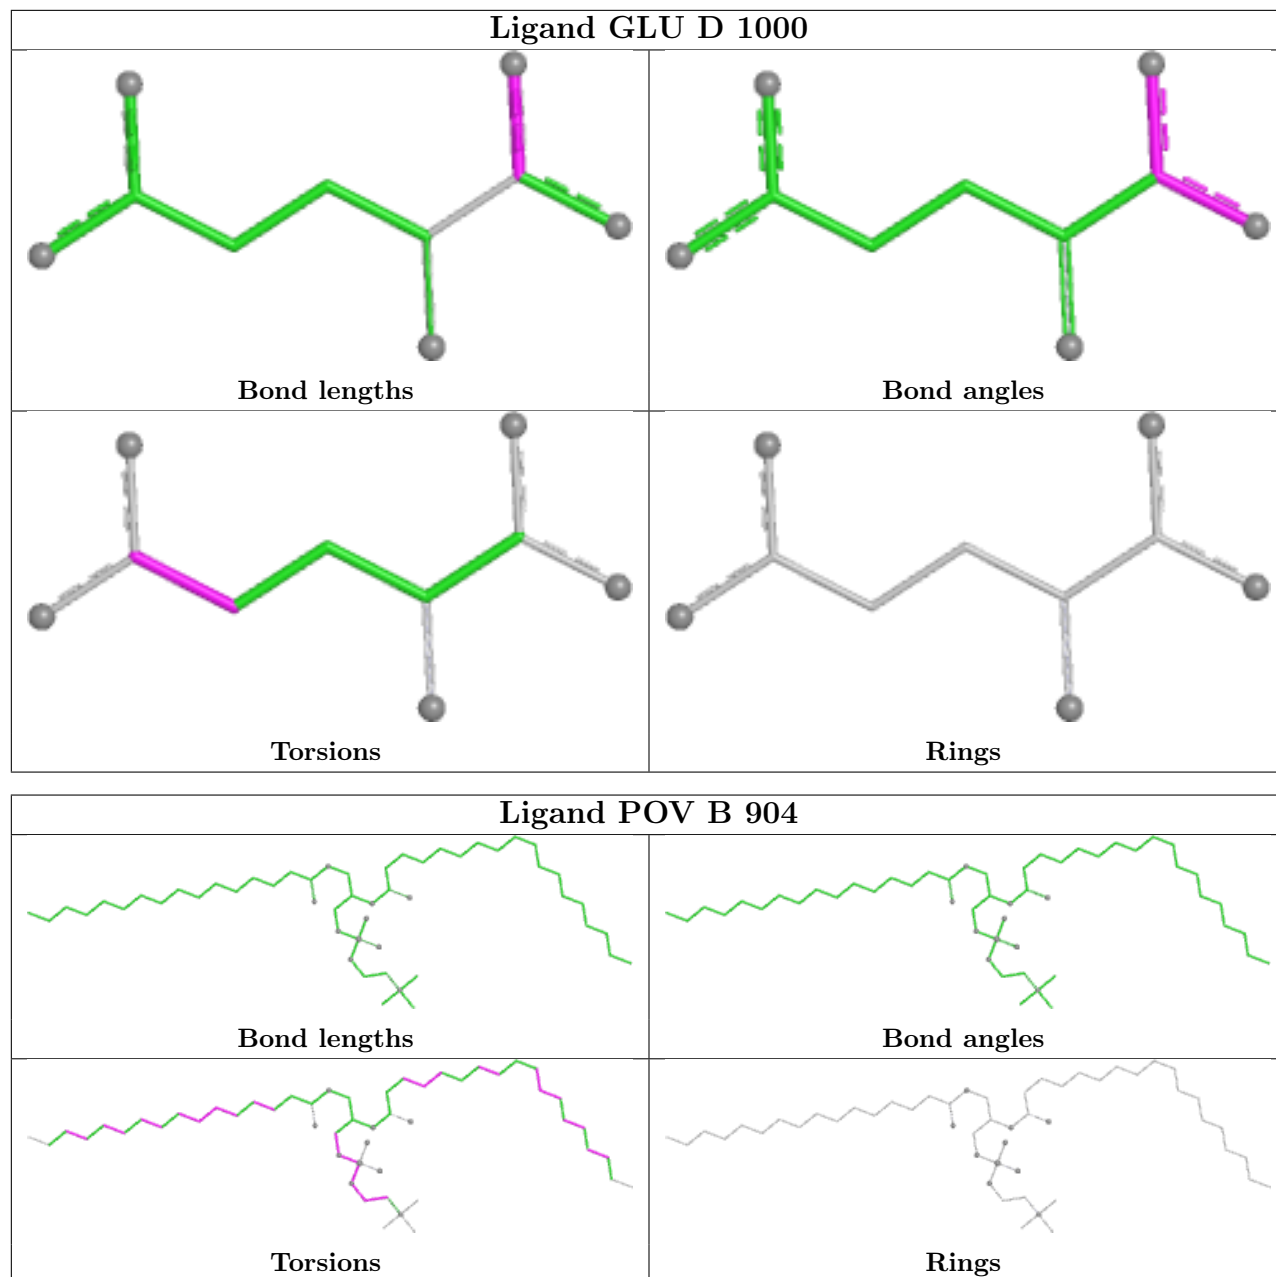 Ligand GLU D 1000
Bond lengths
Bond angles
Torsions
Rings
Ligand POV B 904
Bond lengths
Bond angles
Torsions
Rings